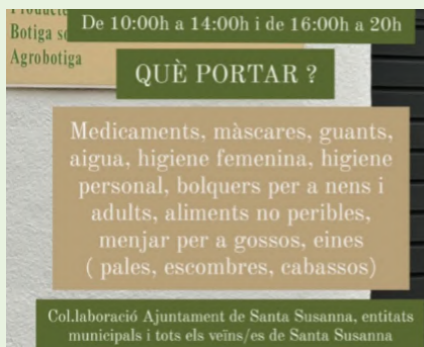 De 10:00h a 14:00h i de 16:00h a 20h
Botiga
Agrobotiga
QUÈ PORTAR ?
Medicaments, màscares, guants,
aigua, higiene femenina, higiene
personal, bolquers per a nens i
adults, aliments no peribles,
menjar per a gossos, eines
( pales, escombres, cabassos)
Col.laboració Ajuntament de Santa Susanna, entitats
municipals i tots els veïns/es de Santa Susanna